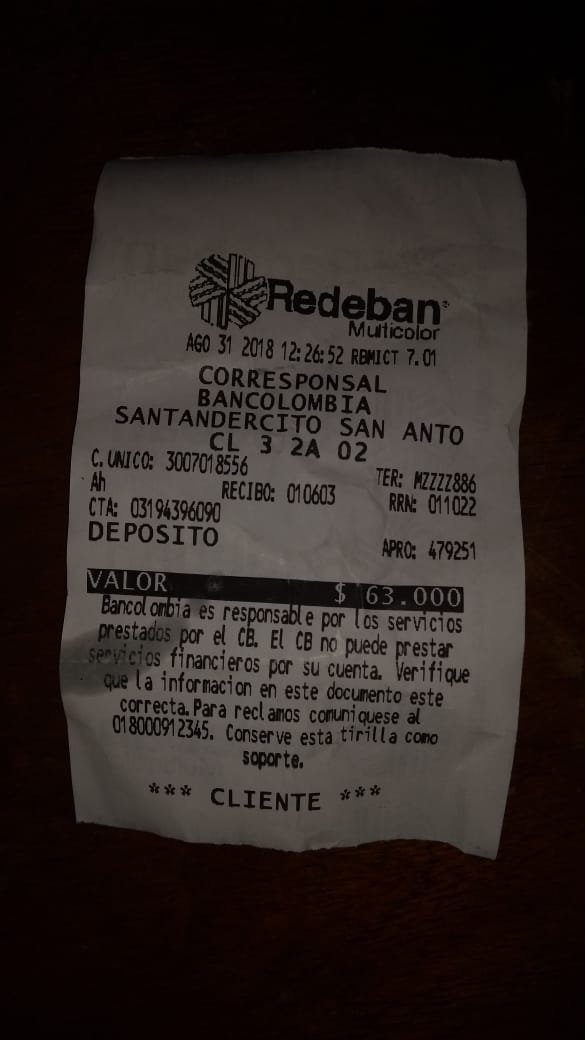 Redeban®
Multicolor
AGO 31 2018 12:26:52 RBMICT 7.01
CORRESPONSAL
BANCOLOMBIA
SANTANDERCITO SAN ANTO
CL 3 2A 02
C. UNICO: 3007018556 TER: MZZZZ886
Ah RECIBO: 010603 RRN: 011022
CTA: 03194396090
DEPOSITO APRO: 479251
VALOR $ 63.000
Bancolombia es responsable por los servicios
prestados por el CB. El CB no puede prestar
servicios financieros por su cuenta. Verifique
que la informacion en este documento este
correcta.Para reclamos comuniquese al
018000912345. Conserve esta tirilla como
soporte.
*** CLIENTE ***